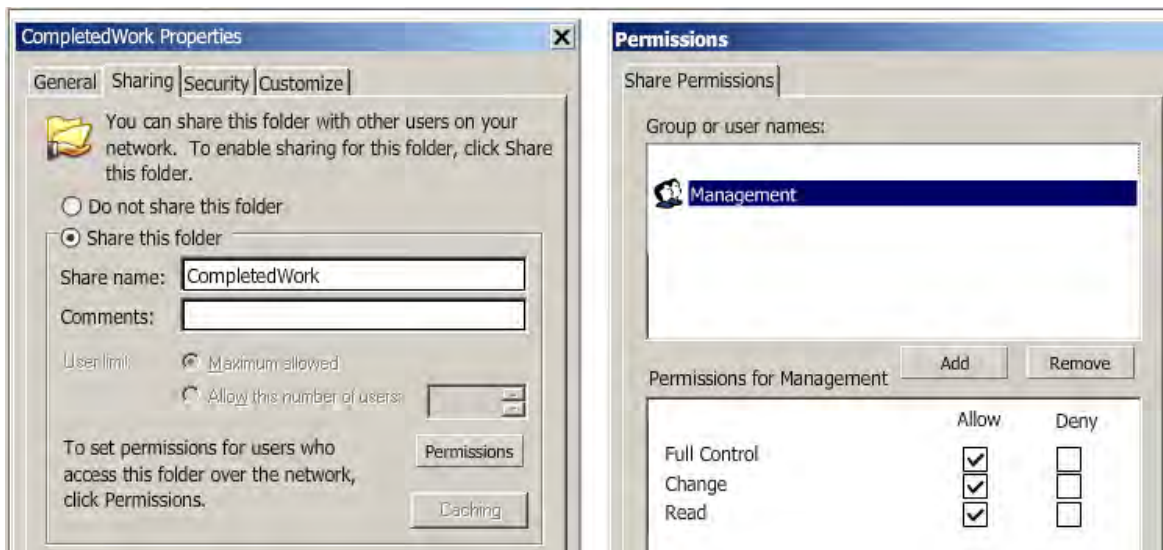 CompletedWork Properties
General Sharing Security Customize
You can share this folder with other users on your
network. To enable sharing for this folder, click Share
this folder.
Do not share this folder
Share this folder
Share name: CompletedWork
Comments:
User limit: Maximum allowed
Allow this number of users:
To set permissions for users who
access this folder over the network,
click Permissions.
Permissions
Caching
Permissions
Share Permissions
Group or user names:
Management
Add Remove
Permissions for Management
Allow Deny
Full Control
Change
Read